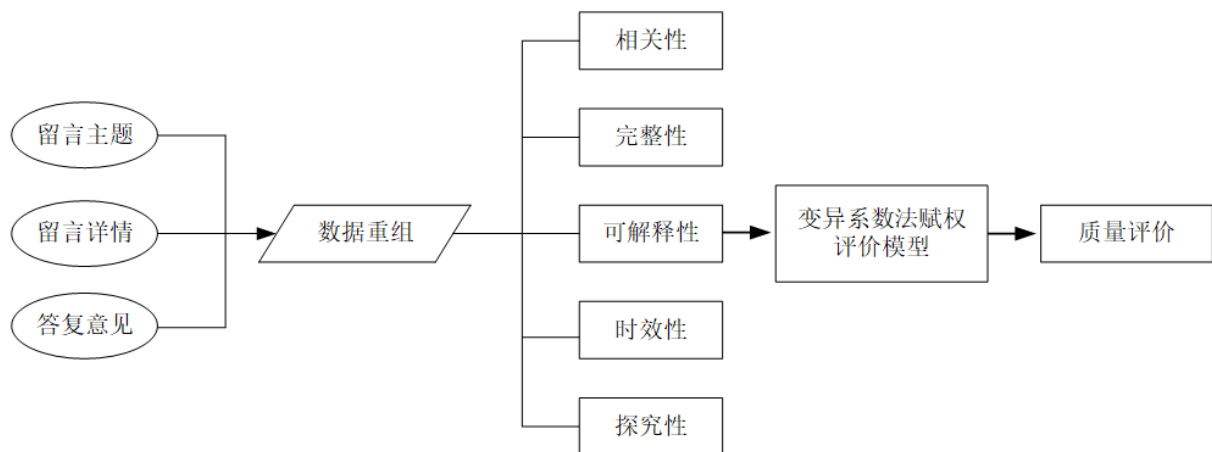 留言主题
留言详情
答复意见
数据重组
相关性
完整性
可解释性
时效性
探究性
变异系数法赋权
评价模型
质量评价